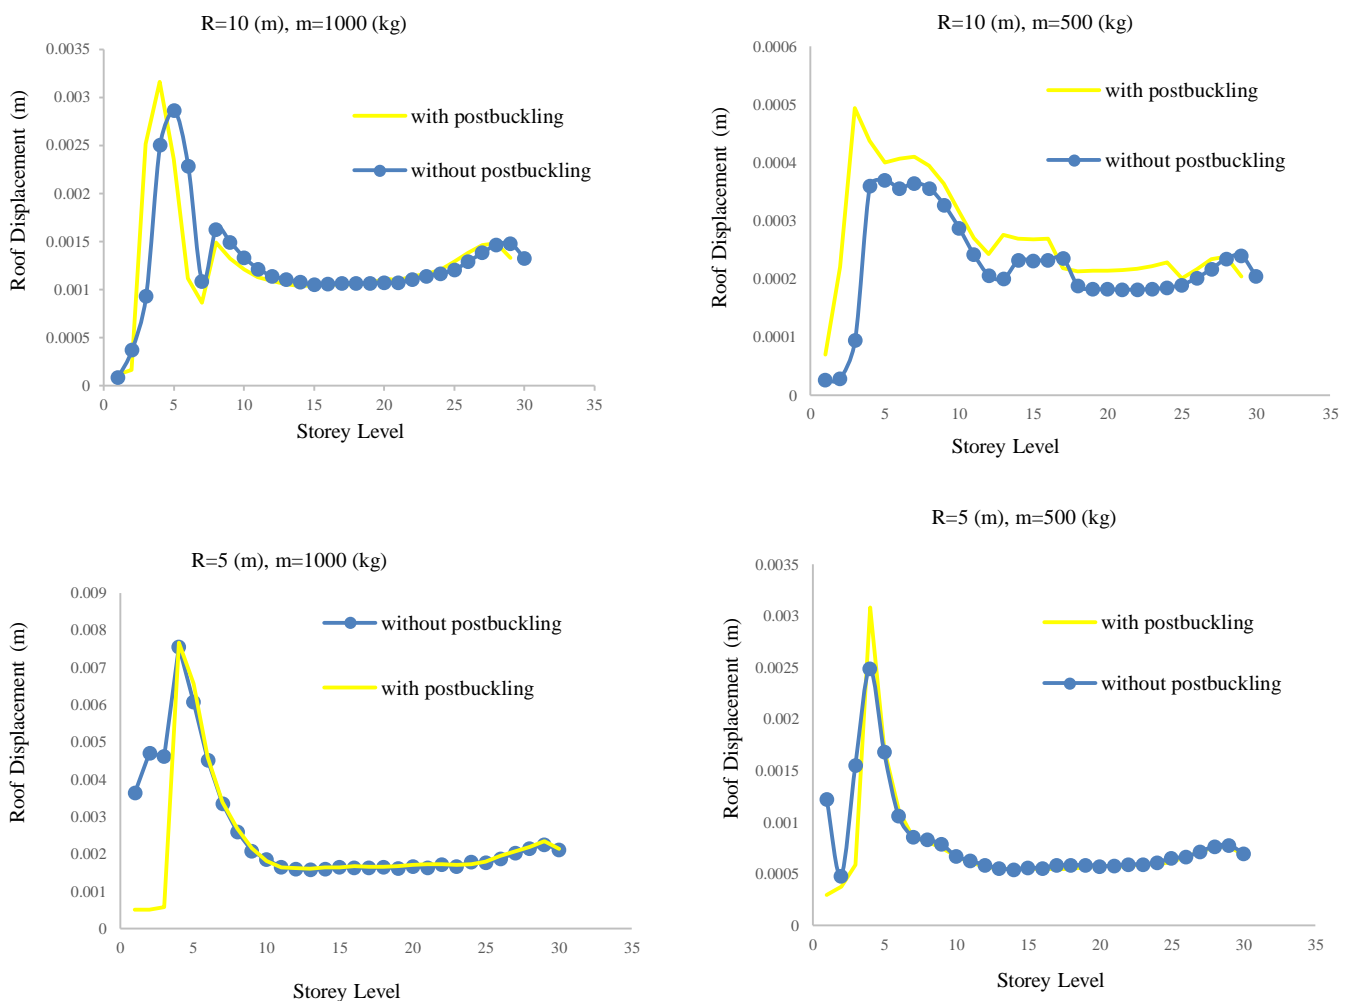 R=10 (m), m=1000 (kg)
Roof Displacement (m)
0.0035
0.003
0.0025
0.002
0.0015
0.001
0.0005
0
with postbuckling
without postbuckling
0 5 10 15 20 25 30 35
Storey Level
R=10 (m), m=500 (kg)
Roof Displacement (m)
0.0006
0.0005
0.0004
0.0003
0.0002
0.0001
0
with postbuckling
without postbuckling
0 5 10 15 20 25 30 35
Storey Level
R=5 (m), m=1000 (kg)
Roof Displacement (m)
0.009
0.008
0.007
0.006
0.005
0.004
0.003
0.002
0.001
0
without postbuckling
with postbuckling
0 5 10 15 20 25 30 35
Storey Level
R=5 (m), m=500 (kg)
Roof Displacement (m)
0.0035
0.003
0.0025
0.002
0.0015
0.001
0.0005
0
with postbuckling
without postbuckling
0 5 10 15 20 25 30 35
Storey Level